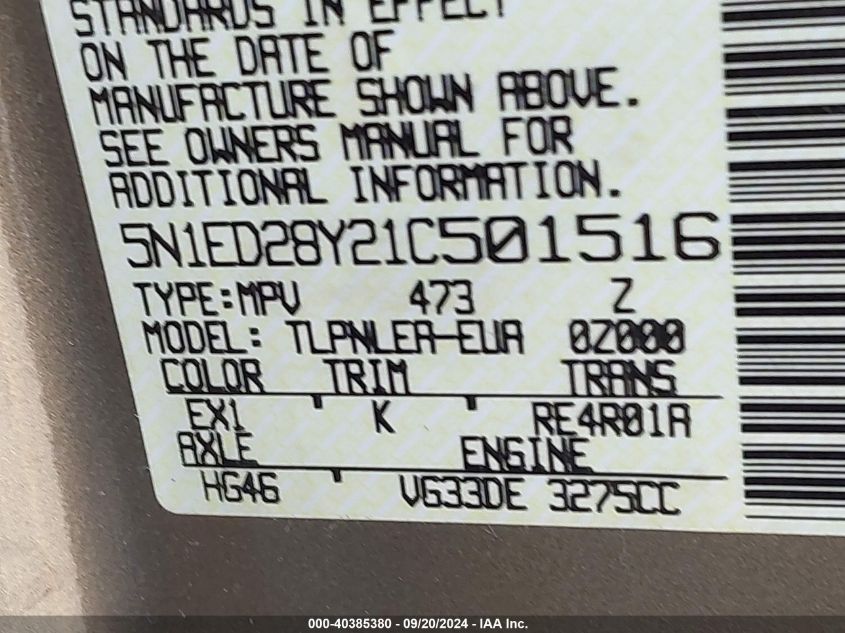 STANDARDS IN EFFECT
ON THE DATE OF
MANUFACTURE SHOWN ABOVE.
SEE OWNERS MANUAL FOR
ADDITIONAL INFORMATION.
5N1ED28Y21C501516
TYPE:MPV 473 Z
MODEL: TLPNLEA-EUA 0Z000
COLOR TRIM TRANS
EX1 K RE4R01A
AXLE ENGINE
HG46 VG33DE 3275CC
000-40385380 - 09/20/2024 - IAA Inc.